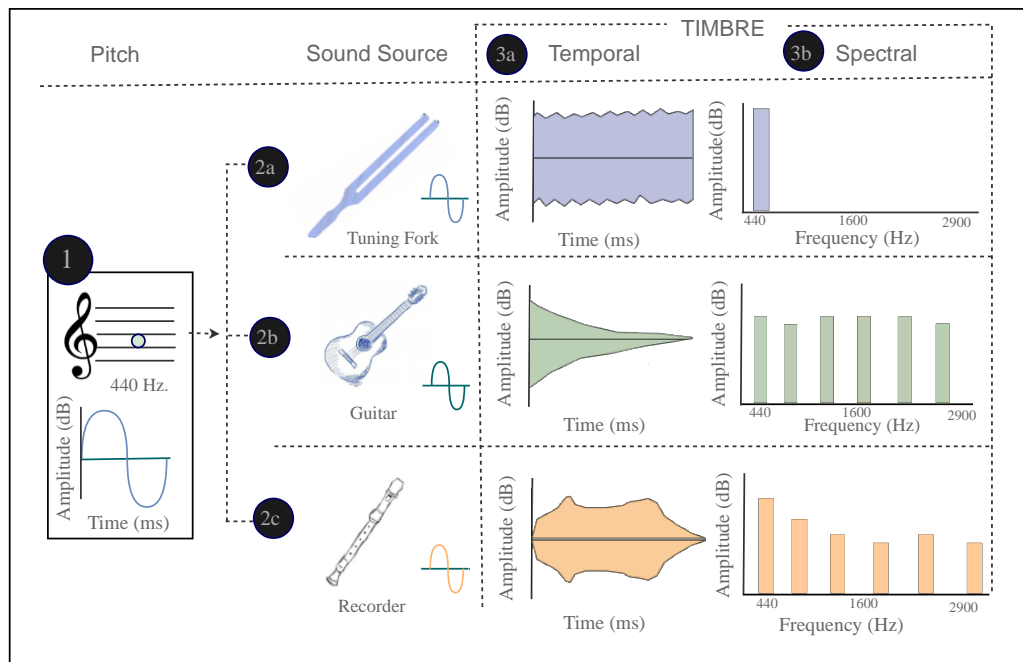 TIMBRE
Pitch
Sound Source
3a
Temporal
3b
Spectral
2a
Tuning Fork
Amplitude (dB)
Time (ms)
Amplitude(dB)
440
1600
2900
Frequency (Hz)
1
440 Hz.
Amplitude (dB)
Time (ms)
2b
Guitar
Amplitude (dB)
Time (ms)
Amplitude (dB)
440
1600
2900
Frequency (Hz)
2c
Recorder
Amplitude (dB)
Time (ms)
Amplitude (dB)
440
1600
2900
Frequency (Hz)